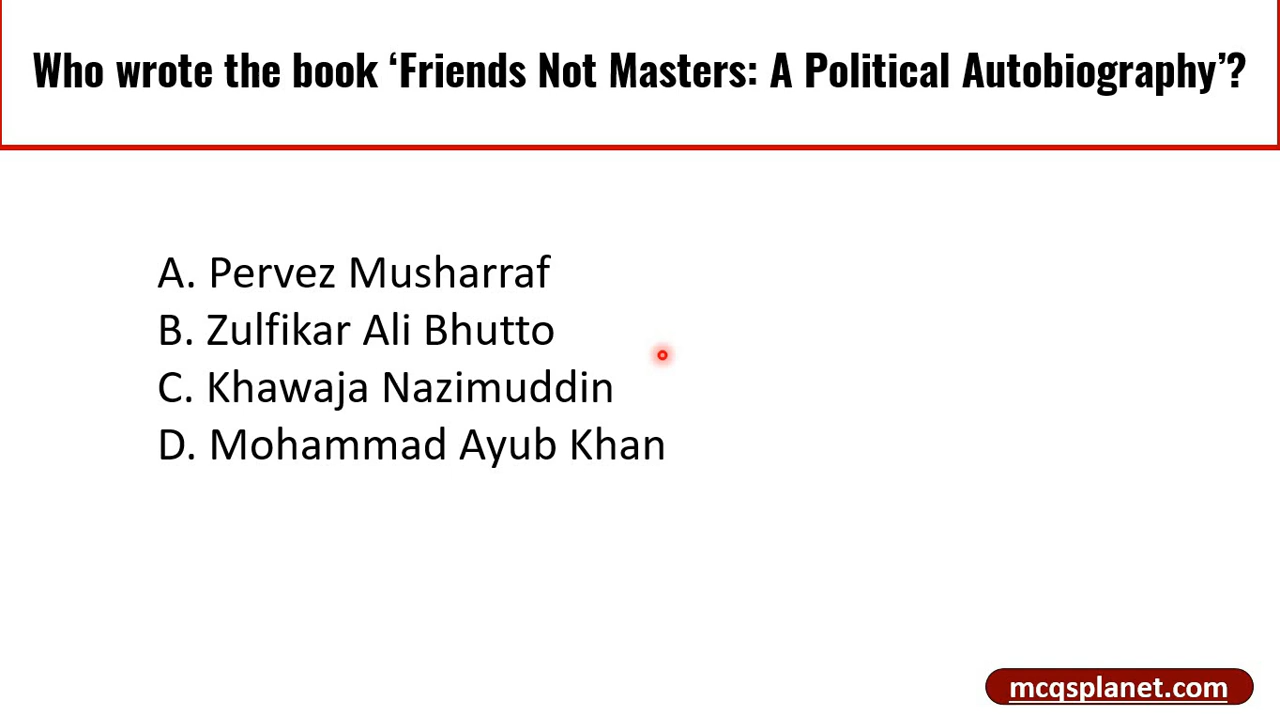 Who wrote the book ‘Friends Not Masters: A Political Autobiography’?
A. Pervez Musharraf
B. Zulfikar Ali Bhutto
C. Khawaja Nazimuddin
D. Mohammad Ayub Khan
mcqsplanet.com